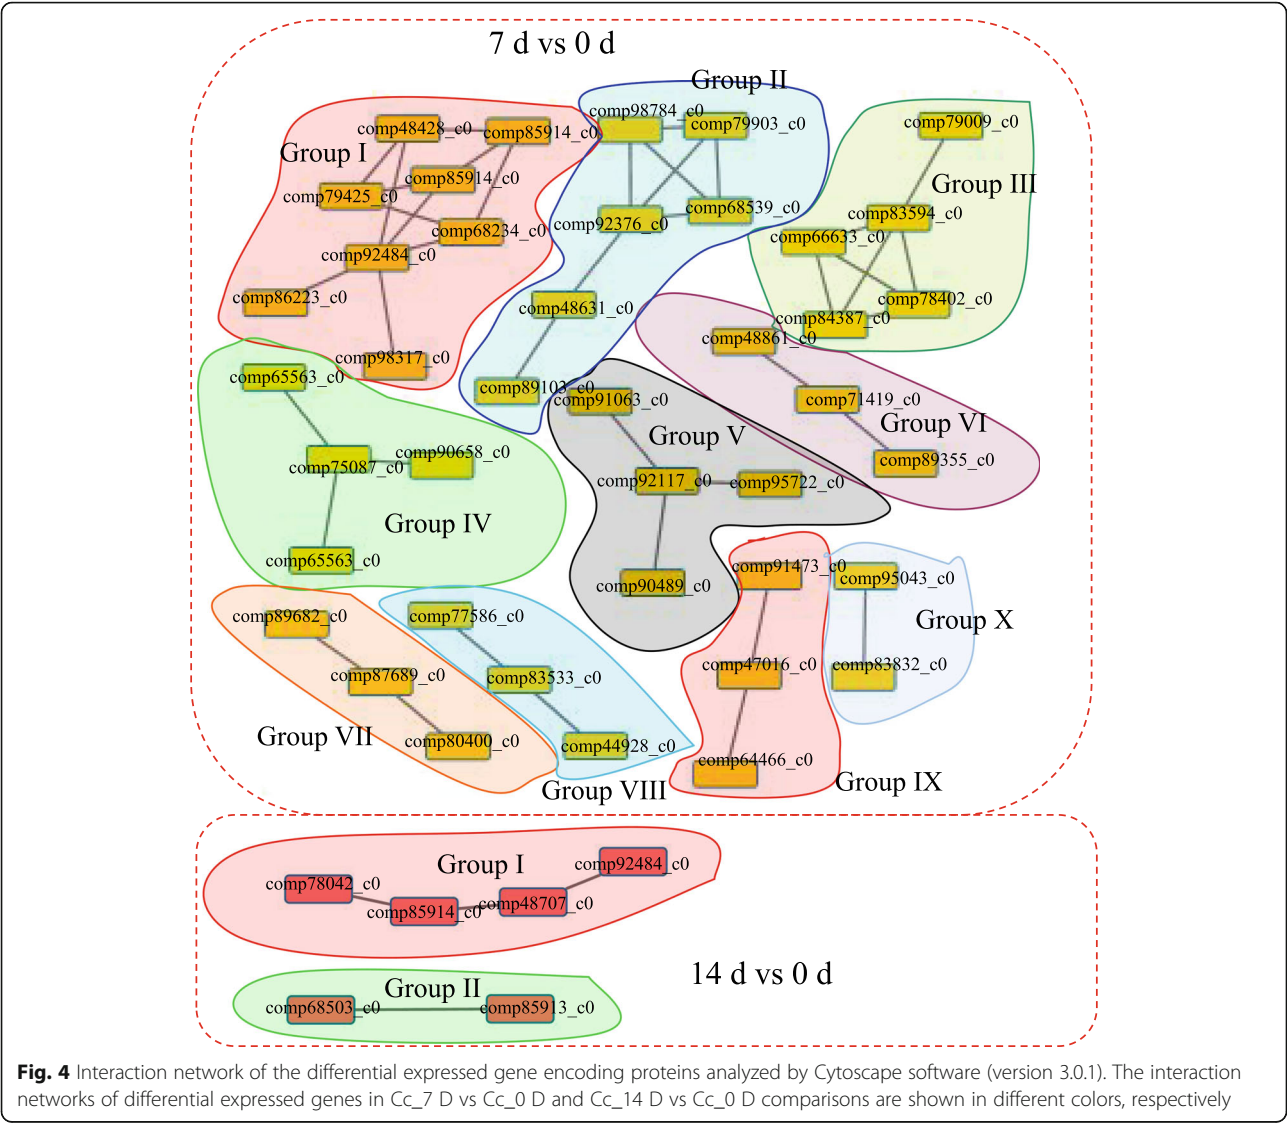 7 d vs 0 d
Group II
comp98784_c0
comp79903_c0
comp79009_c0
comp48428_c0
comp85914_c0
Group I
comp85914_c0
Group III
comp79425_c0
comp68539_c0
comp83594_c0
comp92376_c0
comp68234_c0
comp66633_c0
comp92484_c0
comp86223_c0
comp48631_c0
comp78402_c0
comp84387_c0
comp48861_c0
comp98317_c0
comp65563_c0
comp89103_c0
comp91063_c0
comp71419_c0
Group VI
Group V
comp90658_c0
comp75087_c0
comp89355_c0
comp92117_c0
comp95722_c0
Group IV
comp65563_c0
comp91473_c0
comp95043_c0
comp90489_c0
comp89682_c0
comp77586_c0
Group X
comp47016_c0
comp83832_c0
comp87689_c0
comp83533_c0
Group VII
comp80400_c0
comp44928_c0
comp64466_c0
Group VIII
Group IX
Group I
comp92484_c0
comp78042_c0
comp85914_c0
comp48707_c0
14 d vs 0 d
Group II
comp68503_c0
comp85913_c0
Fig. 4 Interaction network of the differential expressed gene encoding proteins analyzed by Cytoscape software (version 3.0.1). The interaction
networks of differential expressed genes in Cc_7 D vs Cc_0 D and Cc_14 D vs Cc_0 D comparisons are shown in different colors, respectively